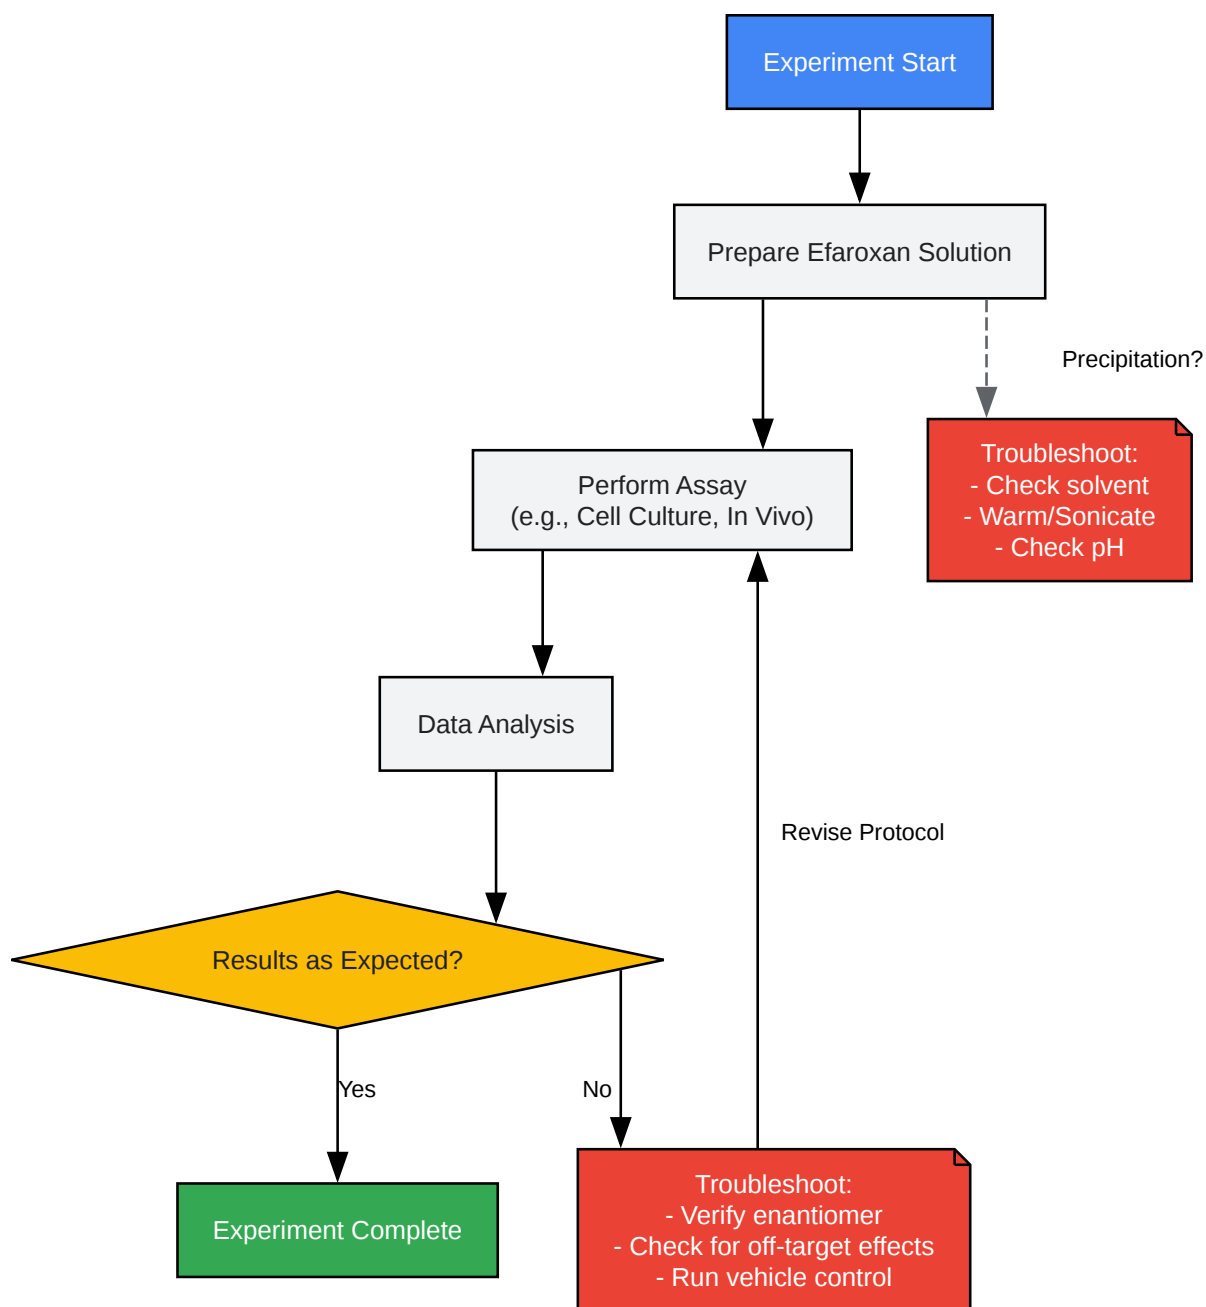 Experiment Start
Prepare Efaroxan Solution
Precipitation?
Troubleshoot:
- Check solvent
- Warm/Sonicate
- Check pH
Perform Assay
(e.g., Cell Culture, In Vivo)
Data Analysis
Revise Protocol
Results as Expected?
Yes
No
Experiment Complete
Troubleshoot:
- Verify enantiomer
- Check for off-target effects
- Run vehicle control